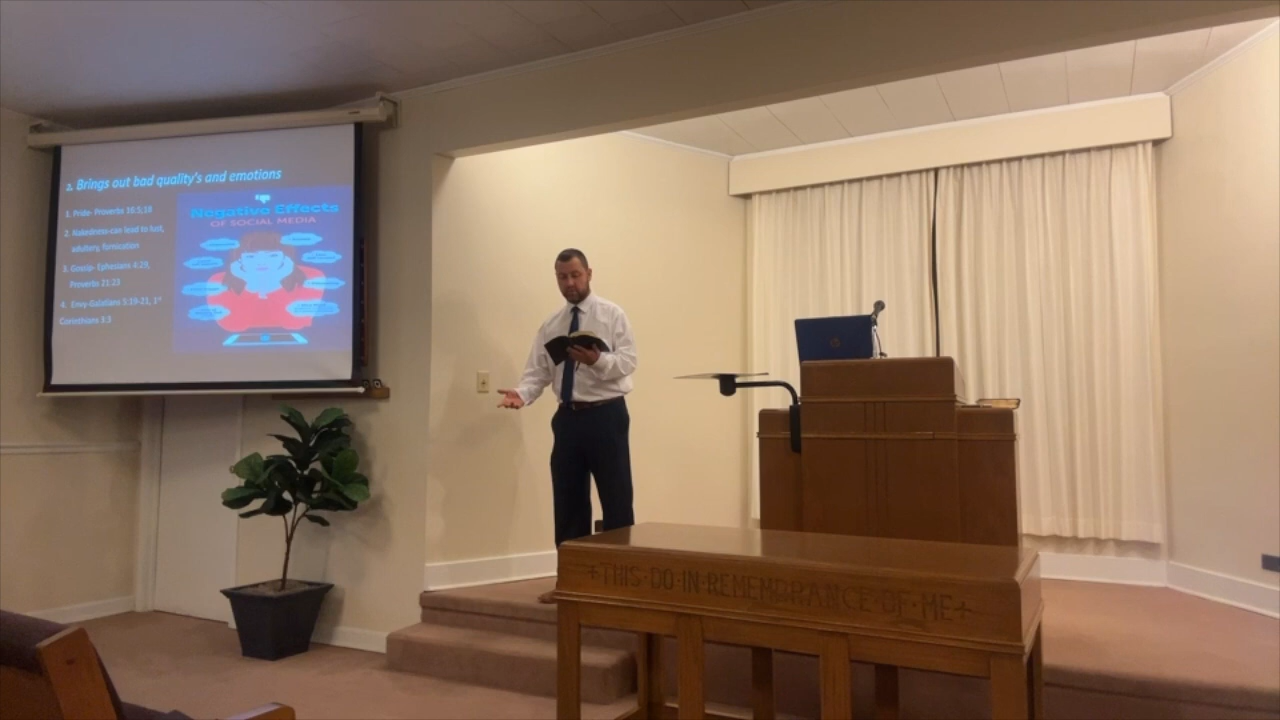 2. Brings out bad quality's and emotions
1. Pride- Proverbs 16:5;18
2. Nakedness-can lead to lust,
adultery, fornication
3. Gossip- Ephesians 4:29,
Proverb 21:23
4. Envy-Galatians 5:19-21, 1st
Corinthians 3:3
Negative Effects
OF SOCIAL MEDIA
+THIS·DO·IN·REMEMBRANCE·OF·ME+